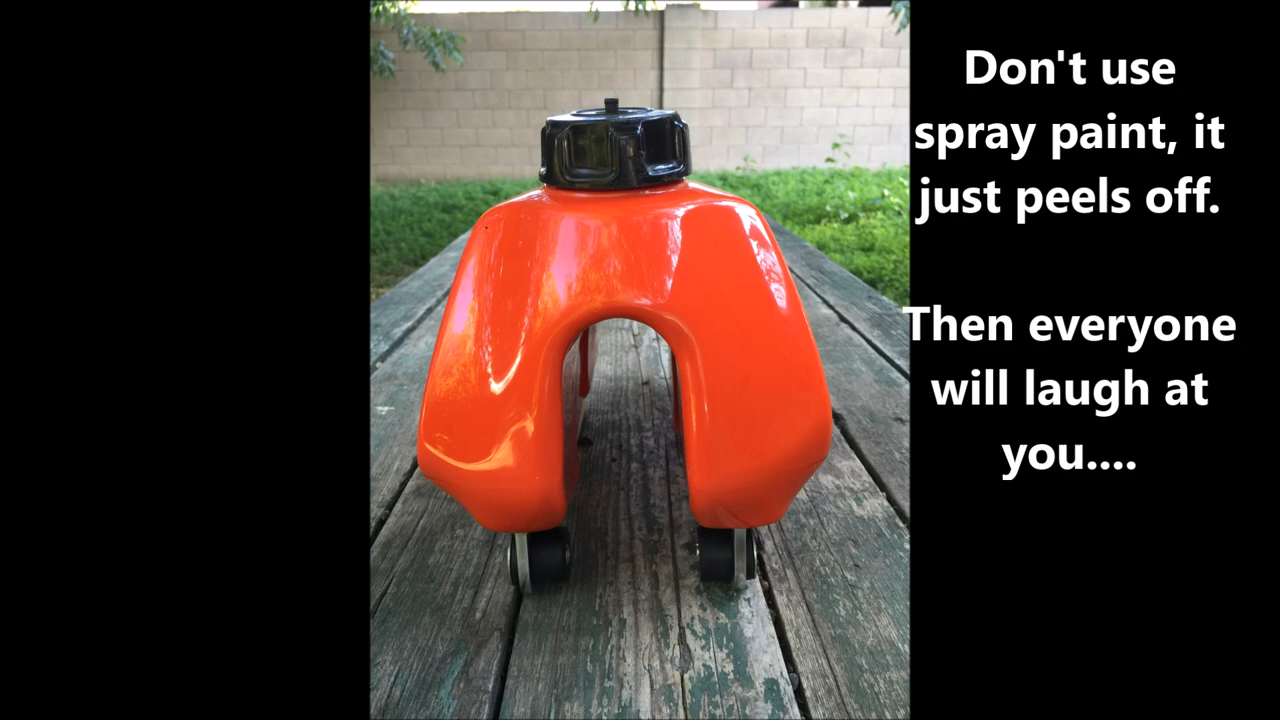 Don't use
spray paint, it
just peels off.
Then everyone
will laugh at
you....